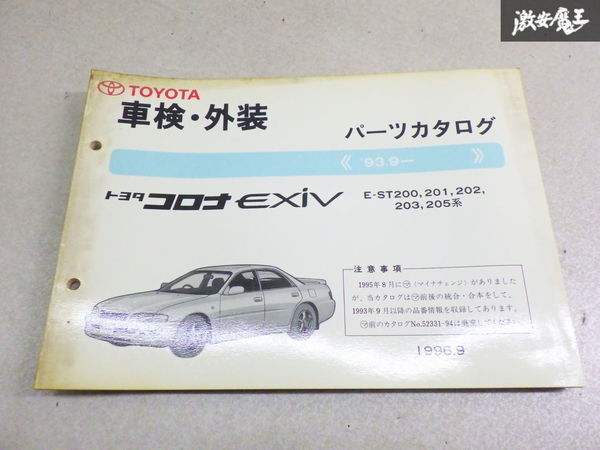 激安魔王
TOYOTA
車検・外装
パーツカタログ
《 '93.9— 》
トヨタ コロナ EXiV
E-ST200, 201, 202,
203, 205系
注意事項
1995年8月に㋮(マイナチェンジ)がありました
が、当カタログは㋮前後の統合・合本をして、
1993年9月以降の品番情報を収録してあります。
㋮前のカタログNo.52331-94は廃棄してください。
1996.9